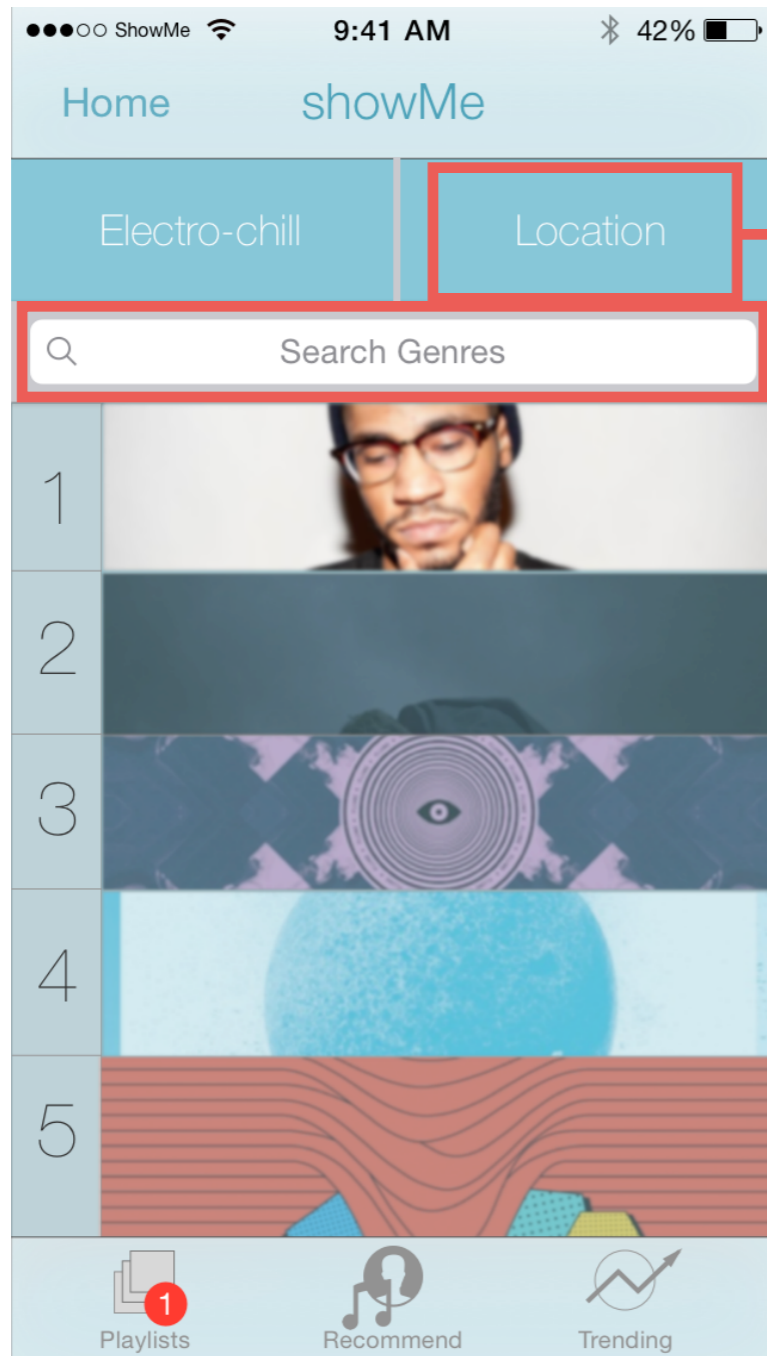 ShowMe 9:41 AM 42%
Home showMe
Electro-chill Location
Search Genres
1
2
3
4
5
1
Playlists Recommend Trending